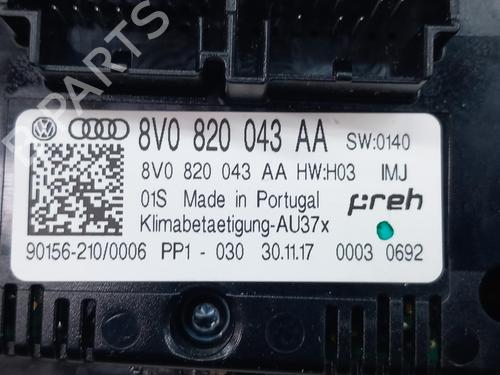 B-PARTS
8V0 820 043 AA SW:0140
8V0 820 043 AA HW:H03 IMJ
01S Made in Portugal preh
Klimabetaetigung-AU37x
90156-210/0006 PP1 - 030 30.11.17 0003 0692